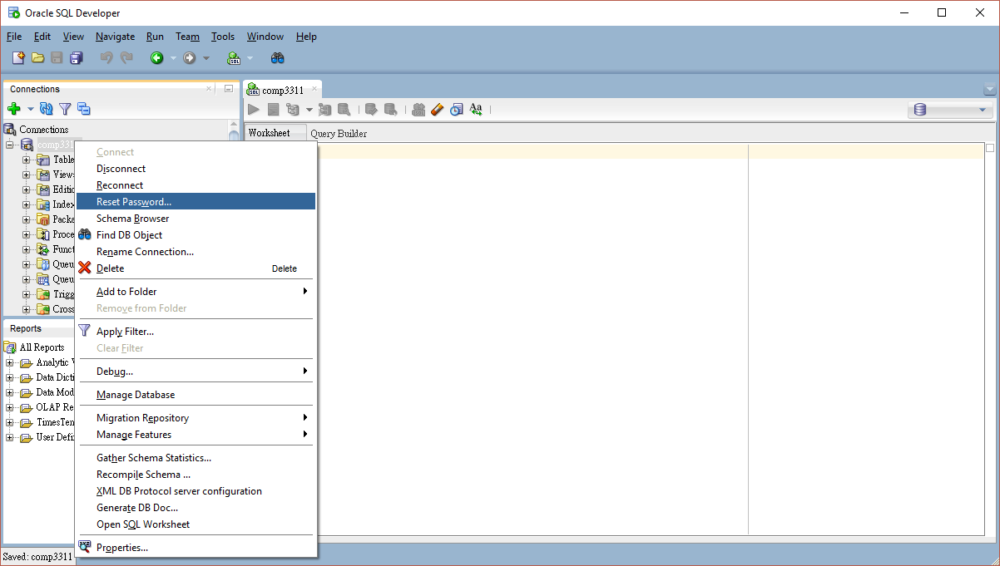 Oracle SQL Developer
File Edit View Navigate Run Team Tools Window Help
Connections
comp3311
Worksheet Query Builder
Connections
comp331
Table
Views
Editic
Index
Packa
Proce
Funct
Queu
Queu
Trigg
Cross
Connect
Disconnect
Reconnect
Reset Password...
Schema Browser
Find DB Object
Rename Connection...
Delete Delete
Add to Folder
Remove from Folder
Apply Filter...
Clear Filter
Debug...
Manage Database
Migration Repository
Manage Features
Gather Schema Statistics...
Recompile Schema ...
XML DB Protocol server configuration
Generate DB Doc...
Open SQL Worksheet
Properties...
Reports
All Reports
Analytic V
Data Dicti
Data Mod
OLAP Re
TimesTen
User Defi
Saved: comp3311